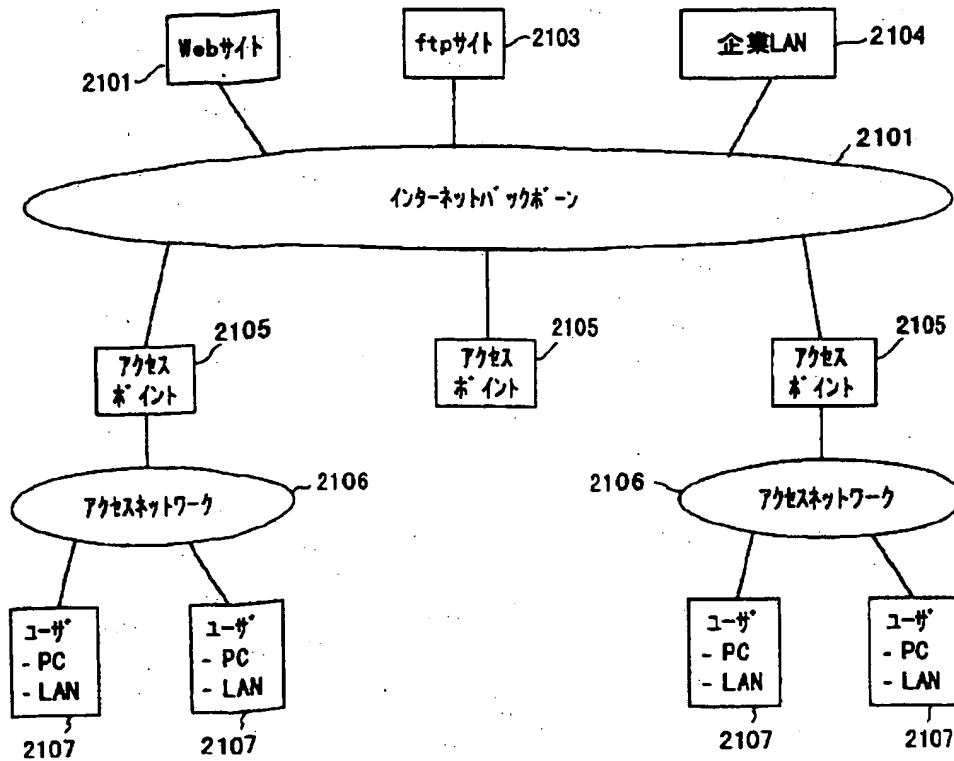 Webサイト
2101
ftpサイト
2103
企業LAN
2104
2101
インターネットバックボーン
アクセス
ポイント
2105
アクセス
ポイント
2105
アクセス
ポイント
2105
アクセスネットワーク
2106
2106
アクセスネットワーク
ユーザ
- PC
- LAN
2107
ユーザ
- PC
- LAN
2107
ユーザ
- PC
- LAN
2107
ユーザ
- PC
- LAN
2107